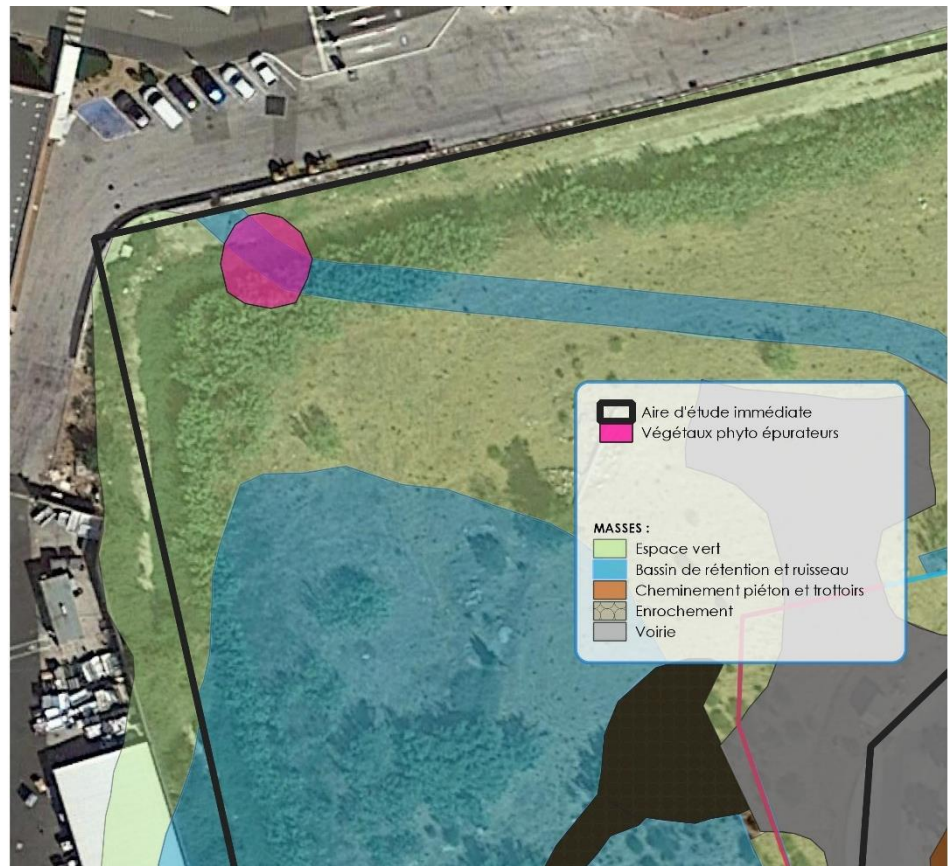 Aire d'étude immédiate
Végétaux phyto épurateurs
MASSES :
Espace vert
Bassin de rétention et ruisseau
Cheminement piéton et trottoirs
Enrochement
Voirie